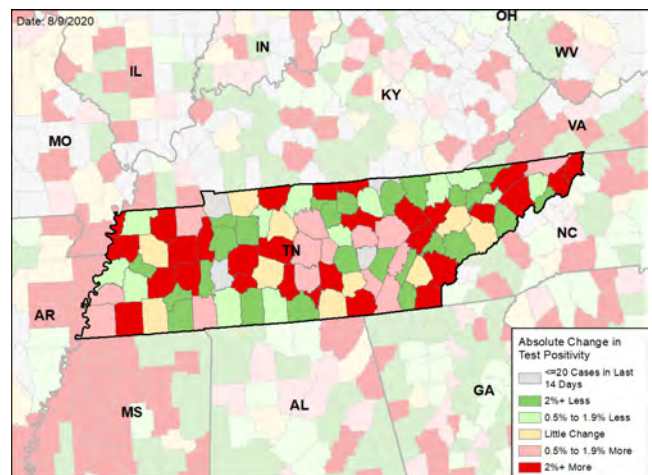 Date: 8/9/2020
OH
IN
WV
IL
KY
VA
MO
TN
NC
AR
MS
AL
GA
Absolute Change in
Test Positivity
<=20 Cases in Last
14 Days
2%+ Less
0.5% to 1.9% Less
Little Change
0.5% to 1.9% More
2%+ More